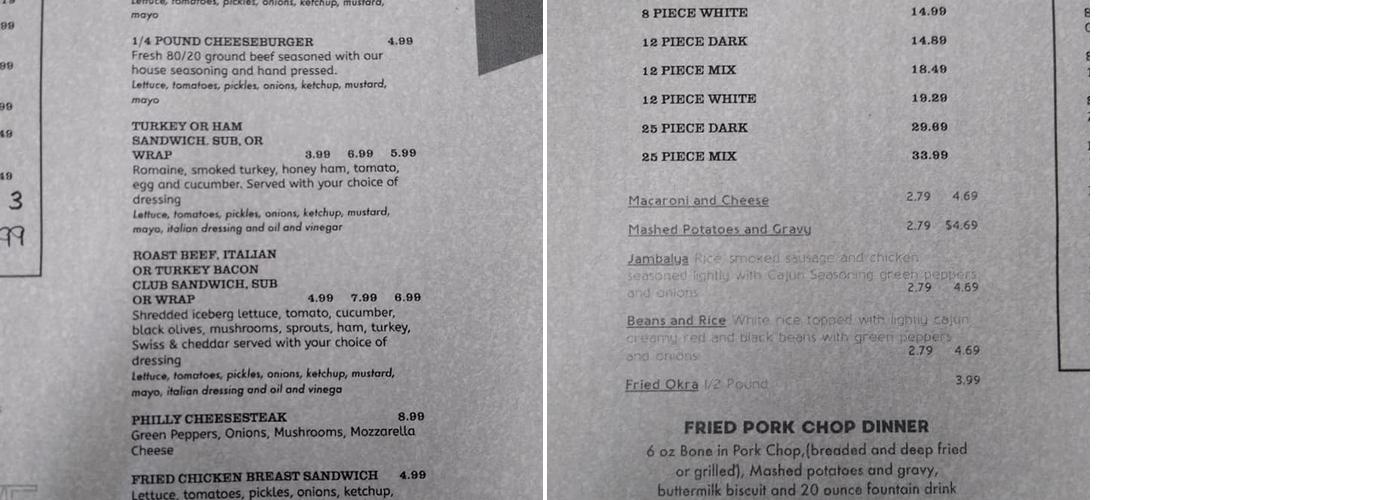 Lettuce, tomatoes, pickles, onions, ketchup, mustard,
mayo
1/4 POUND CHEESEBURGER 4.99
Fresh 80/20 ground beef seasoned with our
house seasoning and hand pressed.
Lettuce, tomatoes, pickles, onions, ketchup, mustard,
mayo
TURKEY OR HAM
SANDWICH, SUB, OR
WRAP 3.99 6.99 5.99
Romaine, smoked turkey, honey ham, tomato,
egg and cucumber. Served with your choice of
dressing
Lettuce, tomatoes, pickles, onions, ketchup, mustard,
mayo, italian dressing and oil and vinegar
ROAST BEEF, ITALIAN
OR TURKEY BACON
CLUB SANDWICH, SUB
OR WRAP 4.99 7.99 6.99
Shredded iceberg lettuce, tomato, cucumber,
black olives, mushrooms, sprouts, ham, turkey,
Swiss & cheddar served with your choice of
dressing
Lettuce, tomatoes, pickles, onions, ketchup, mustard,
mayo, italian dressing and oil and vinega
PHILLY CHEESESTEAK 8.99
Green Peppers, Onions, Mushrooms, Mozzarella
Cheese
FRIED CHICKEN BREAST SANDWICH 4.99
Lettuce, tomatoes, pickles, onions, ketchup,
99
99
99
49
49
3
99
8 PIECE WHITE 14.99
12 PIECE DARK 14.89
12 PIECE MIX 18.49
12 PIECE WHITE 19.29
25 PIECE DARK 29.69
25 PIECE MIX 33.99
Macaroni and Cheese 2.79 4.69
Mashed Potatoes and Gravy 2.79 $4.69
Jambalya Rice smoked sausage and chicken
seasoned lightly with Cajun Seasoning green peppers
and onions 2.79 4.69
Beans and Rice White rice topped with lightly cajun
creamy red and black beans with green peppers
and onions 2.79 4.69
Fried Okra 1/2 Pound 3.99
FRIED PORK CHOP DINNER
6 oz Bone in Pork Chop,(breaded and deep fried
or grilled), Mashed potatoes and gravy,
buttermilk biscuit and 20 ounce fountain drink